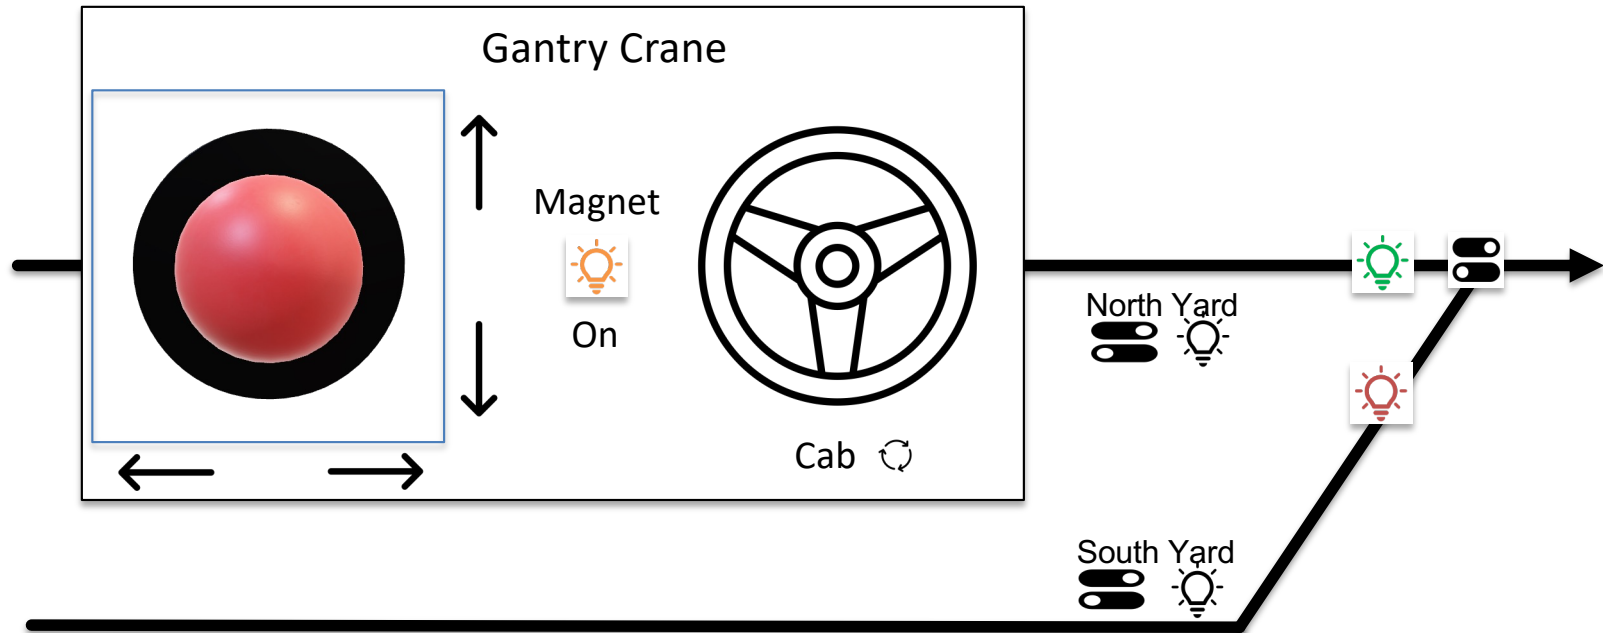 Gantry Crane
Magnet
On
Cab
North Yard
South Yard